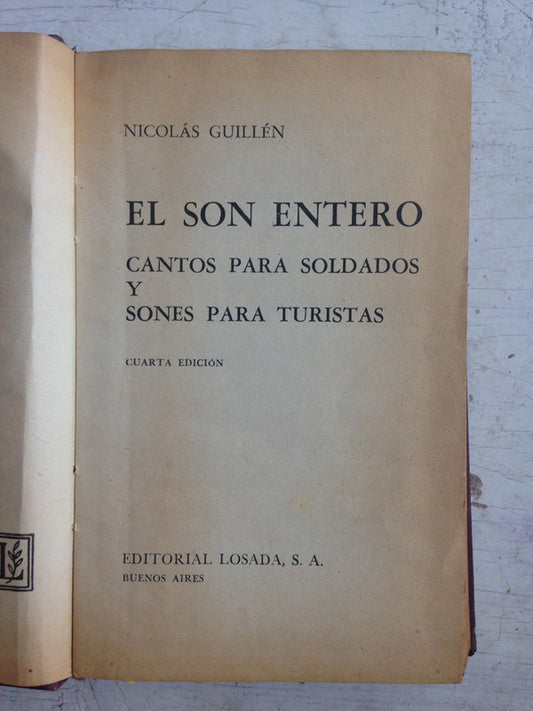 NICOLÁS GUILLÉN
EL SON ENTERO
CANTOS PARA SOLDADOS
Y
SONES PARA TURISTAS
CUARTA EDICIÓN
EDITORIAL LOSADA, S. A.
BUENOS AIRES